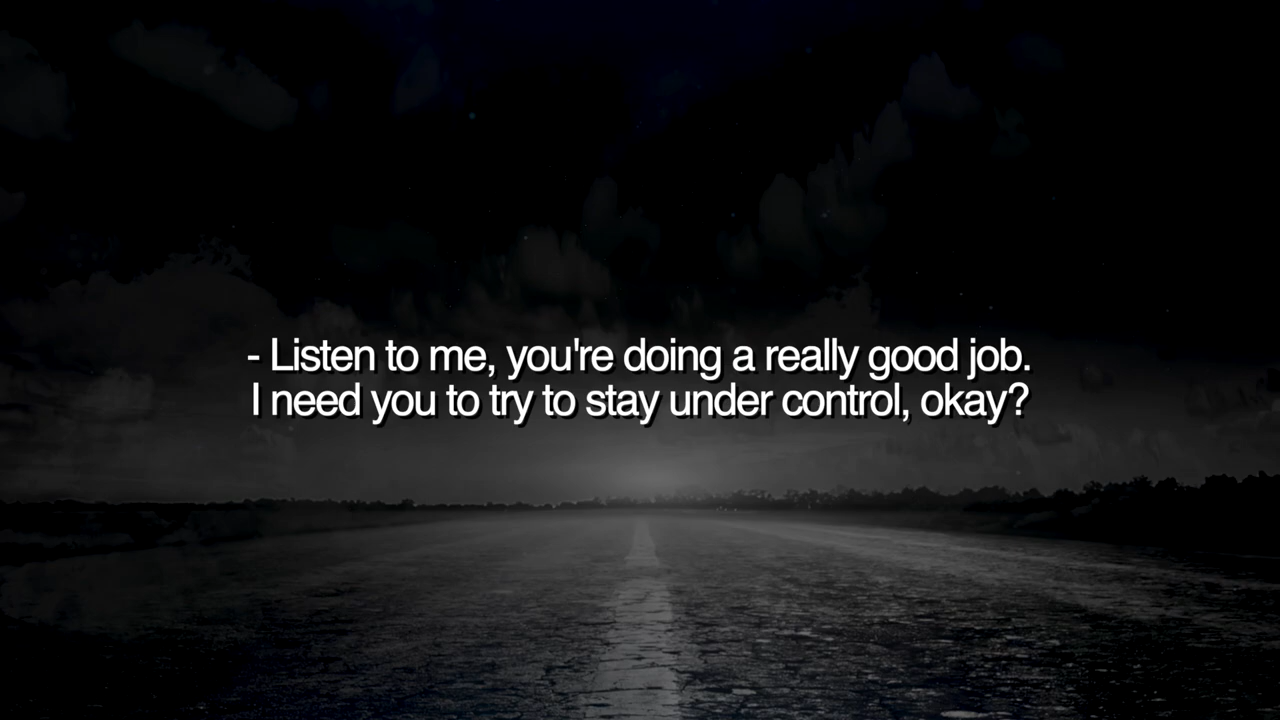 - Listen to me, you're doing a really good job.
I need you to try to stay under control, okay?